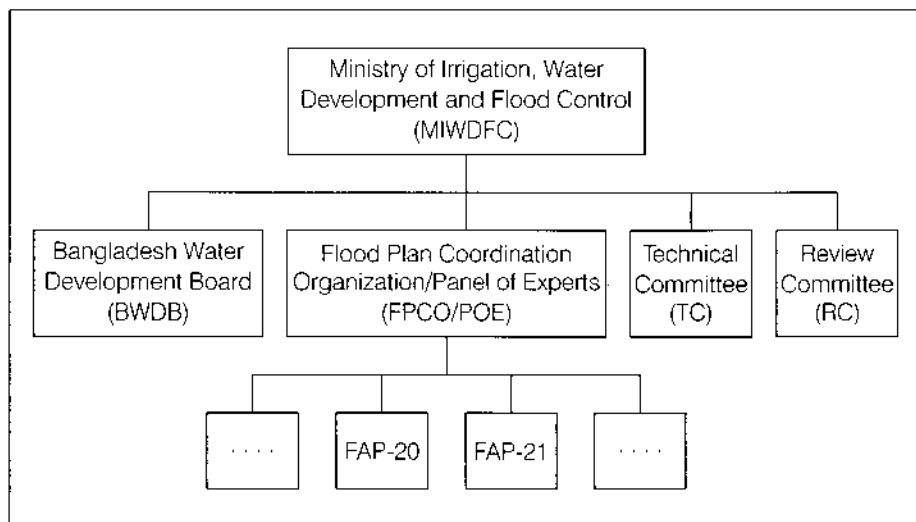 Ministry of Irrigation, Water
Development and Flood Control
(MIWDFC)
Bangladesh Water
Development Board
(BWDB)
Flood Plan Coordination
Organization/Panel of Experts
(FPCO/POE)
Technical
Committee
(TC)
Review
Committee
(RC)
. . . .
FAP-20
FAP-21
. . . .